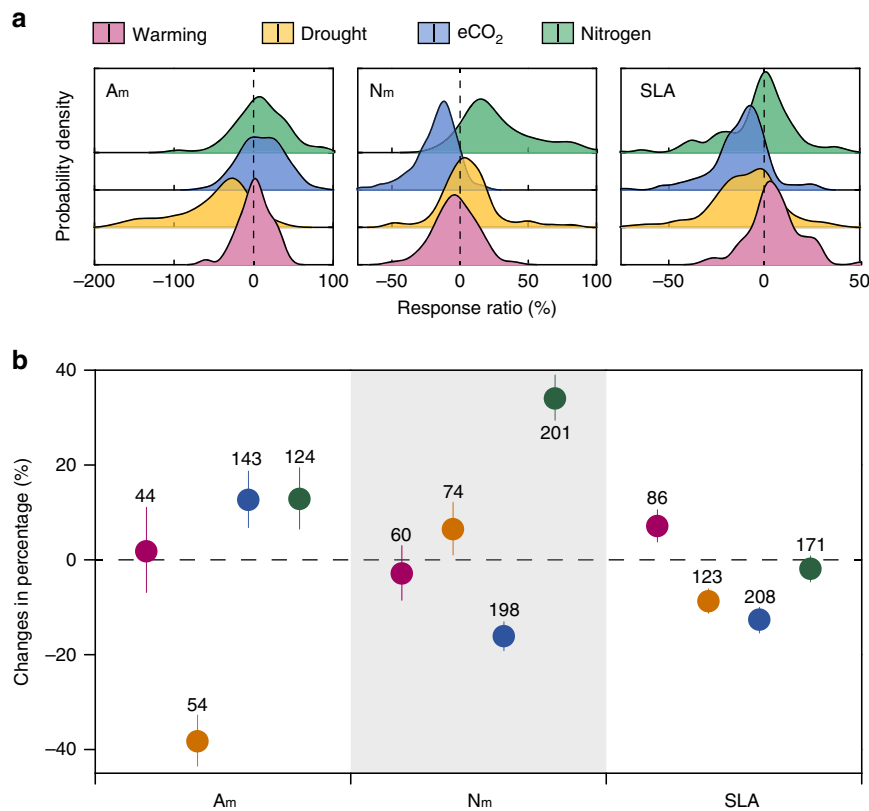 a
Warming Drought eCO₂ Nitrogen
Am Nm SLA
Probability density
−200 −100 0 100 −50 0 50 100 −50 0 50
Response ratio (%)
b
Changes in percentage (%)
40
20
0
−20
−40
44 54 143 124 60 74 198 201 86 123 208 171
Am Nm SLA